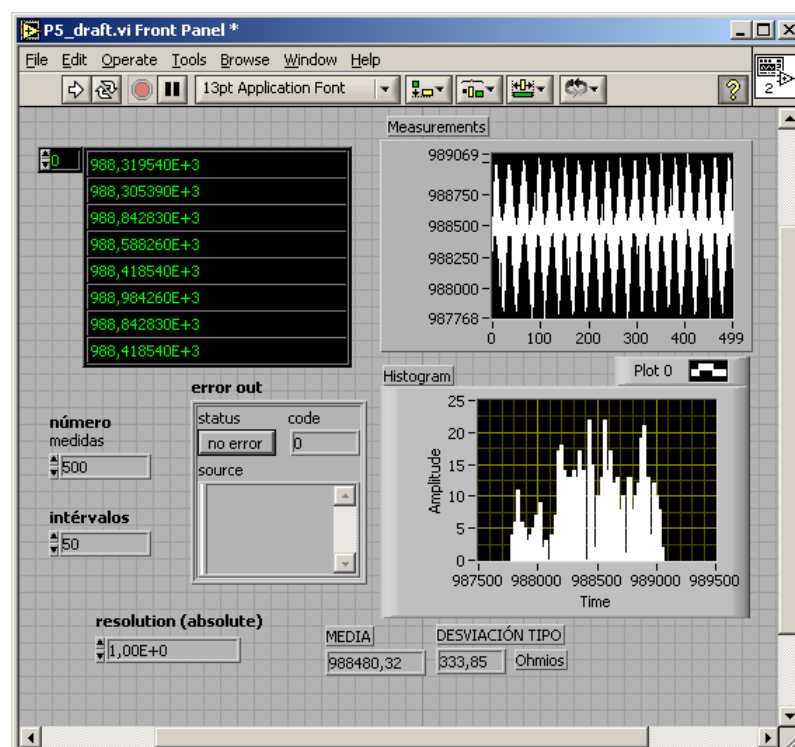 P5_draft.vi Front Panel *
File Edit Operate Tools Browse Window Help
13pt Application Font
?
2
Measurements
0
988,319540E+3
988,305390E+3
988,842830E+3
988,588260E+3
988,418540E+3
988,984260E+3
988,842830E+3
988,418540E+3
989069
988750
988500
988250
988000
987768
0 100 200 300 400 499
Histogram
Plot 0
25
20
15
10
5
0
Amplitude
987500 988000 988500 989000 989500
Time
error out
status code
no error 0
source
número
medidas
500
intérvalos
50
resolution (absolute)
1,00E+0
MEDIA
988480,32
DESVIACIÓN TIPO
333,85 Ohmios